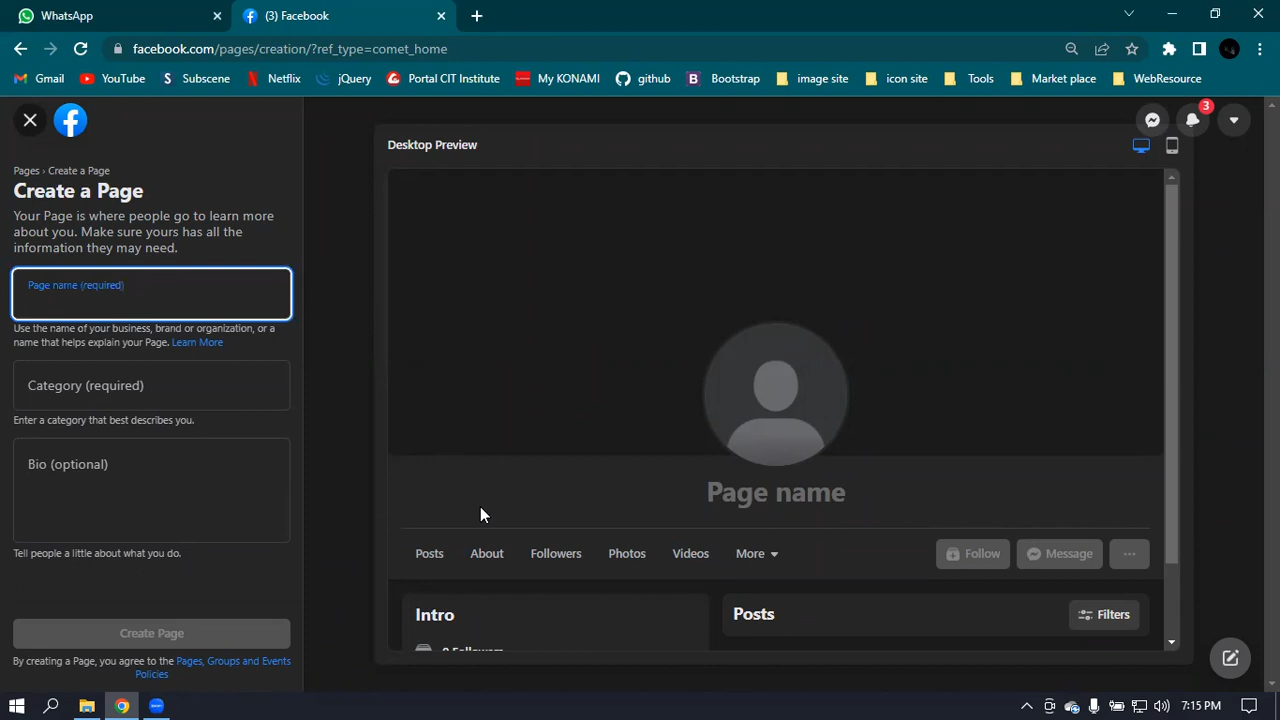 WhatsApp
(3) Facebook
facebook.com/pages/creation/?ref_type=comet_home
Gmail YouTube Subscene Netflix jQuery Portal CIT Institute My KONAMI github Bootstrap image site icon site Tools Market place WebResource
3
Desktop Preview
Pages › Create a Page
Create a Page
Your Page is where people go to learn more
about you. Make sure yours has all the
information they may need.
Page name (required)
Use the name of your business, brand or organization, or a
name that helps explain your Page. Learn More
Category (required)
Enter a category that best describes you.
Bio (optional)
Tell people a little about what you do.
Create Page
By creating a Page, you agree to the Pages, Groups and Events
Policies
Page name
Posts About Followers Photos Videos More Follow Message ...
Intro
0 Followers
Posts
Filters
7:15 PM